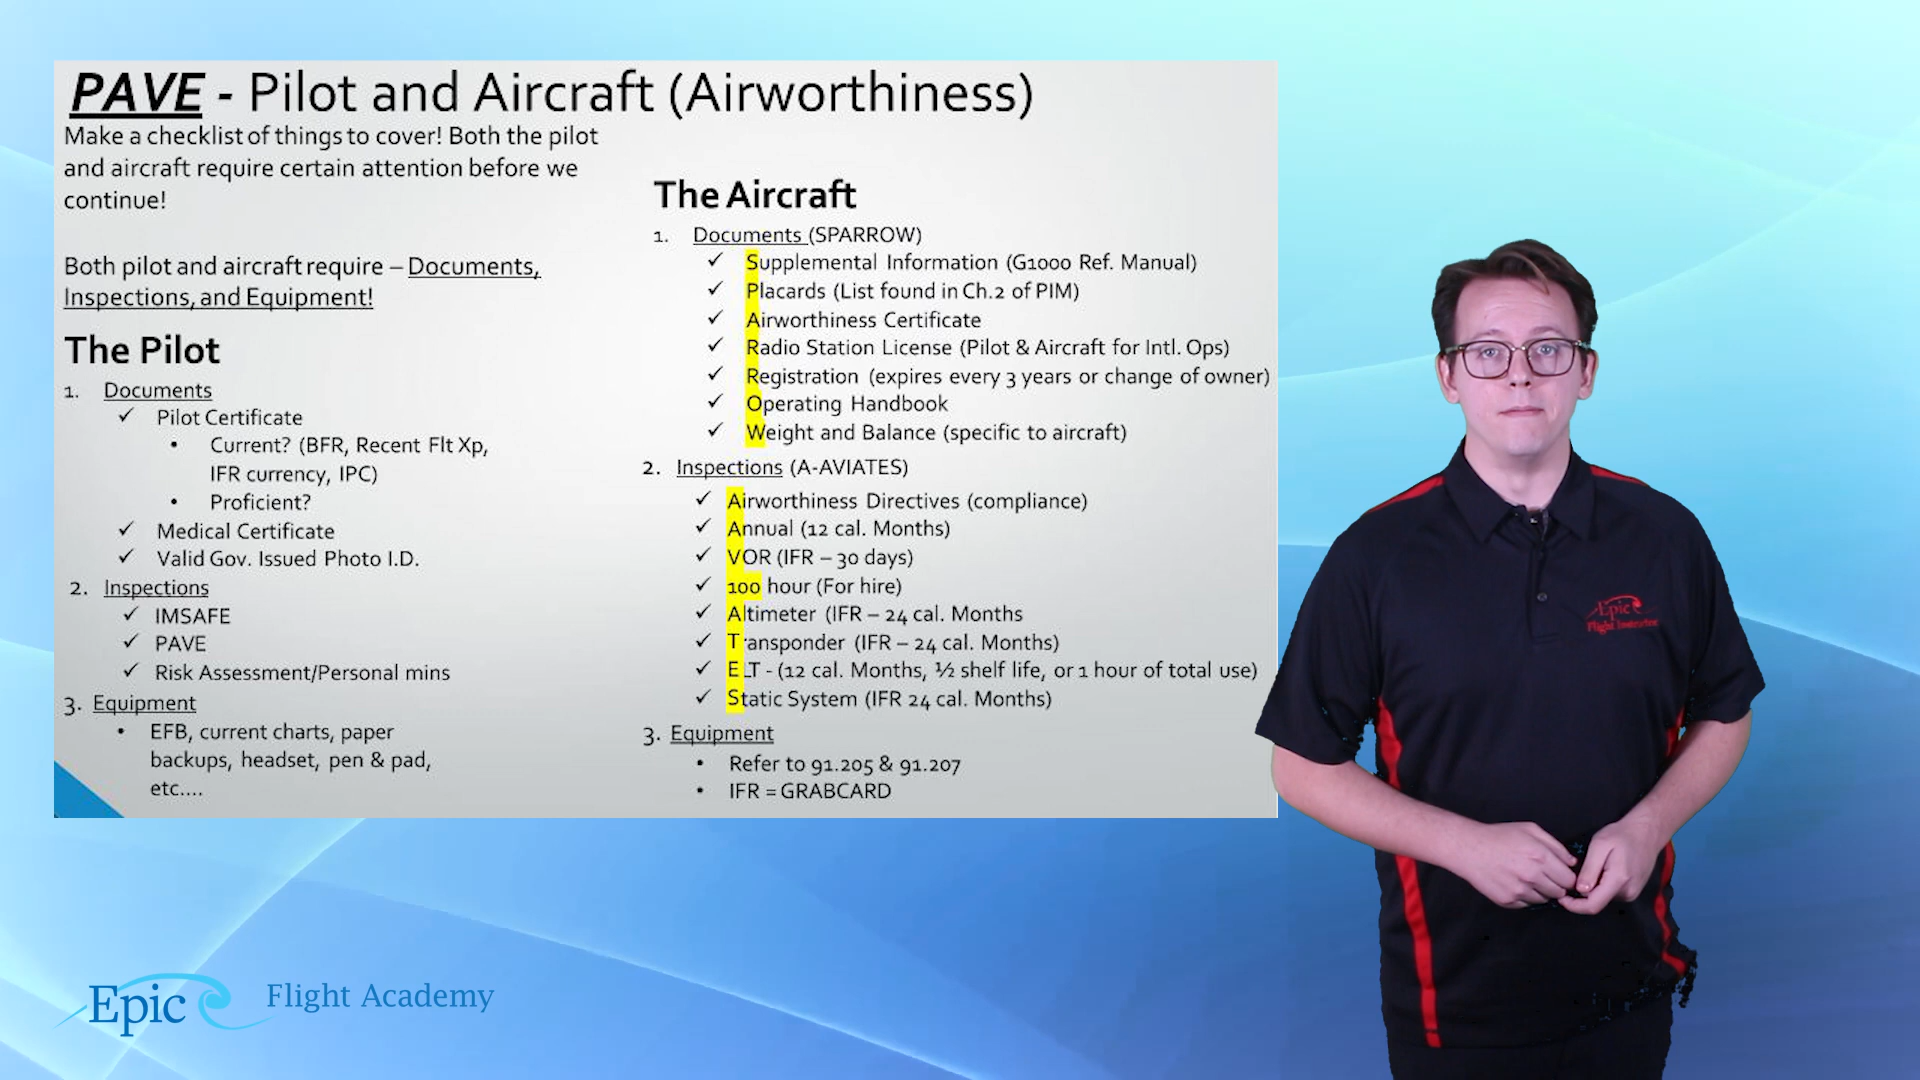 PAVE - Pilot and Aircraft (Airworthiness)
Make a checklist of things to cover! Both the pilot
and aircraft require certain attention before we
continue!
Both pilot and aircraft require – Documents,
Inspections, and Equipment!
The Pilot
1. Documents
✓ Pilot Certificate
• Current? (BFR, Recent Flt Xp,
IFR currency, IPC)
• Proficient?
✓ Medical Certificate
✓ Valid Gov. Issued Photo I.D.
2. Inspections
✓ IMSAFE
✓ PAVE
✓ Risk Assessment/Personal mins
3. Equipment
• EFB, current charts, paper
backups, headset, pen & pad,
etc....
The Aircraft
1. Documents (SPARROW)
✓ Supplemental Information (G1000 Ref. Manual)
✓ Placards (List found in Ch.2 of PIM)
✓ Airworthiness Certificate
✓ Radio Station License (Pilot & Aircraft for Intl. Ops)
✓ Registration (expires every 3 years or change of owner)
✓ Operating Handbook
✓ Weight and Balance (specific to aircraft)
2. Inspections (A-AVIATES)
✓ Airworthiness Directives (compliance)
✓ Annual (12 cal. Months)
✓ VOR (IFR – 30 days)
✓ 100 hour (For hire)
✓ Altimeter (IFR – 24 cal. Months
✓ Transponder (IFR – 24 cal. Months)
✓ ELT - (12 cal. Months, ½ shelf life, or 1 hour of total use)
✓ Static System (IFR 24 cal. Months)
3. Equipment
• Refer to 91.205 & 91.207
• IFR = GRABCARD
Epic
Flight Instructor
Epic Flight Academy